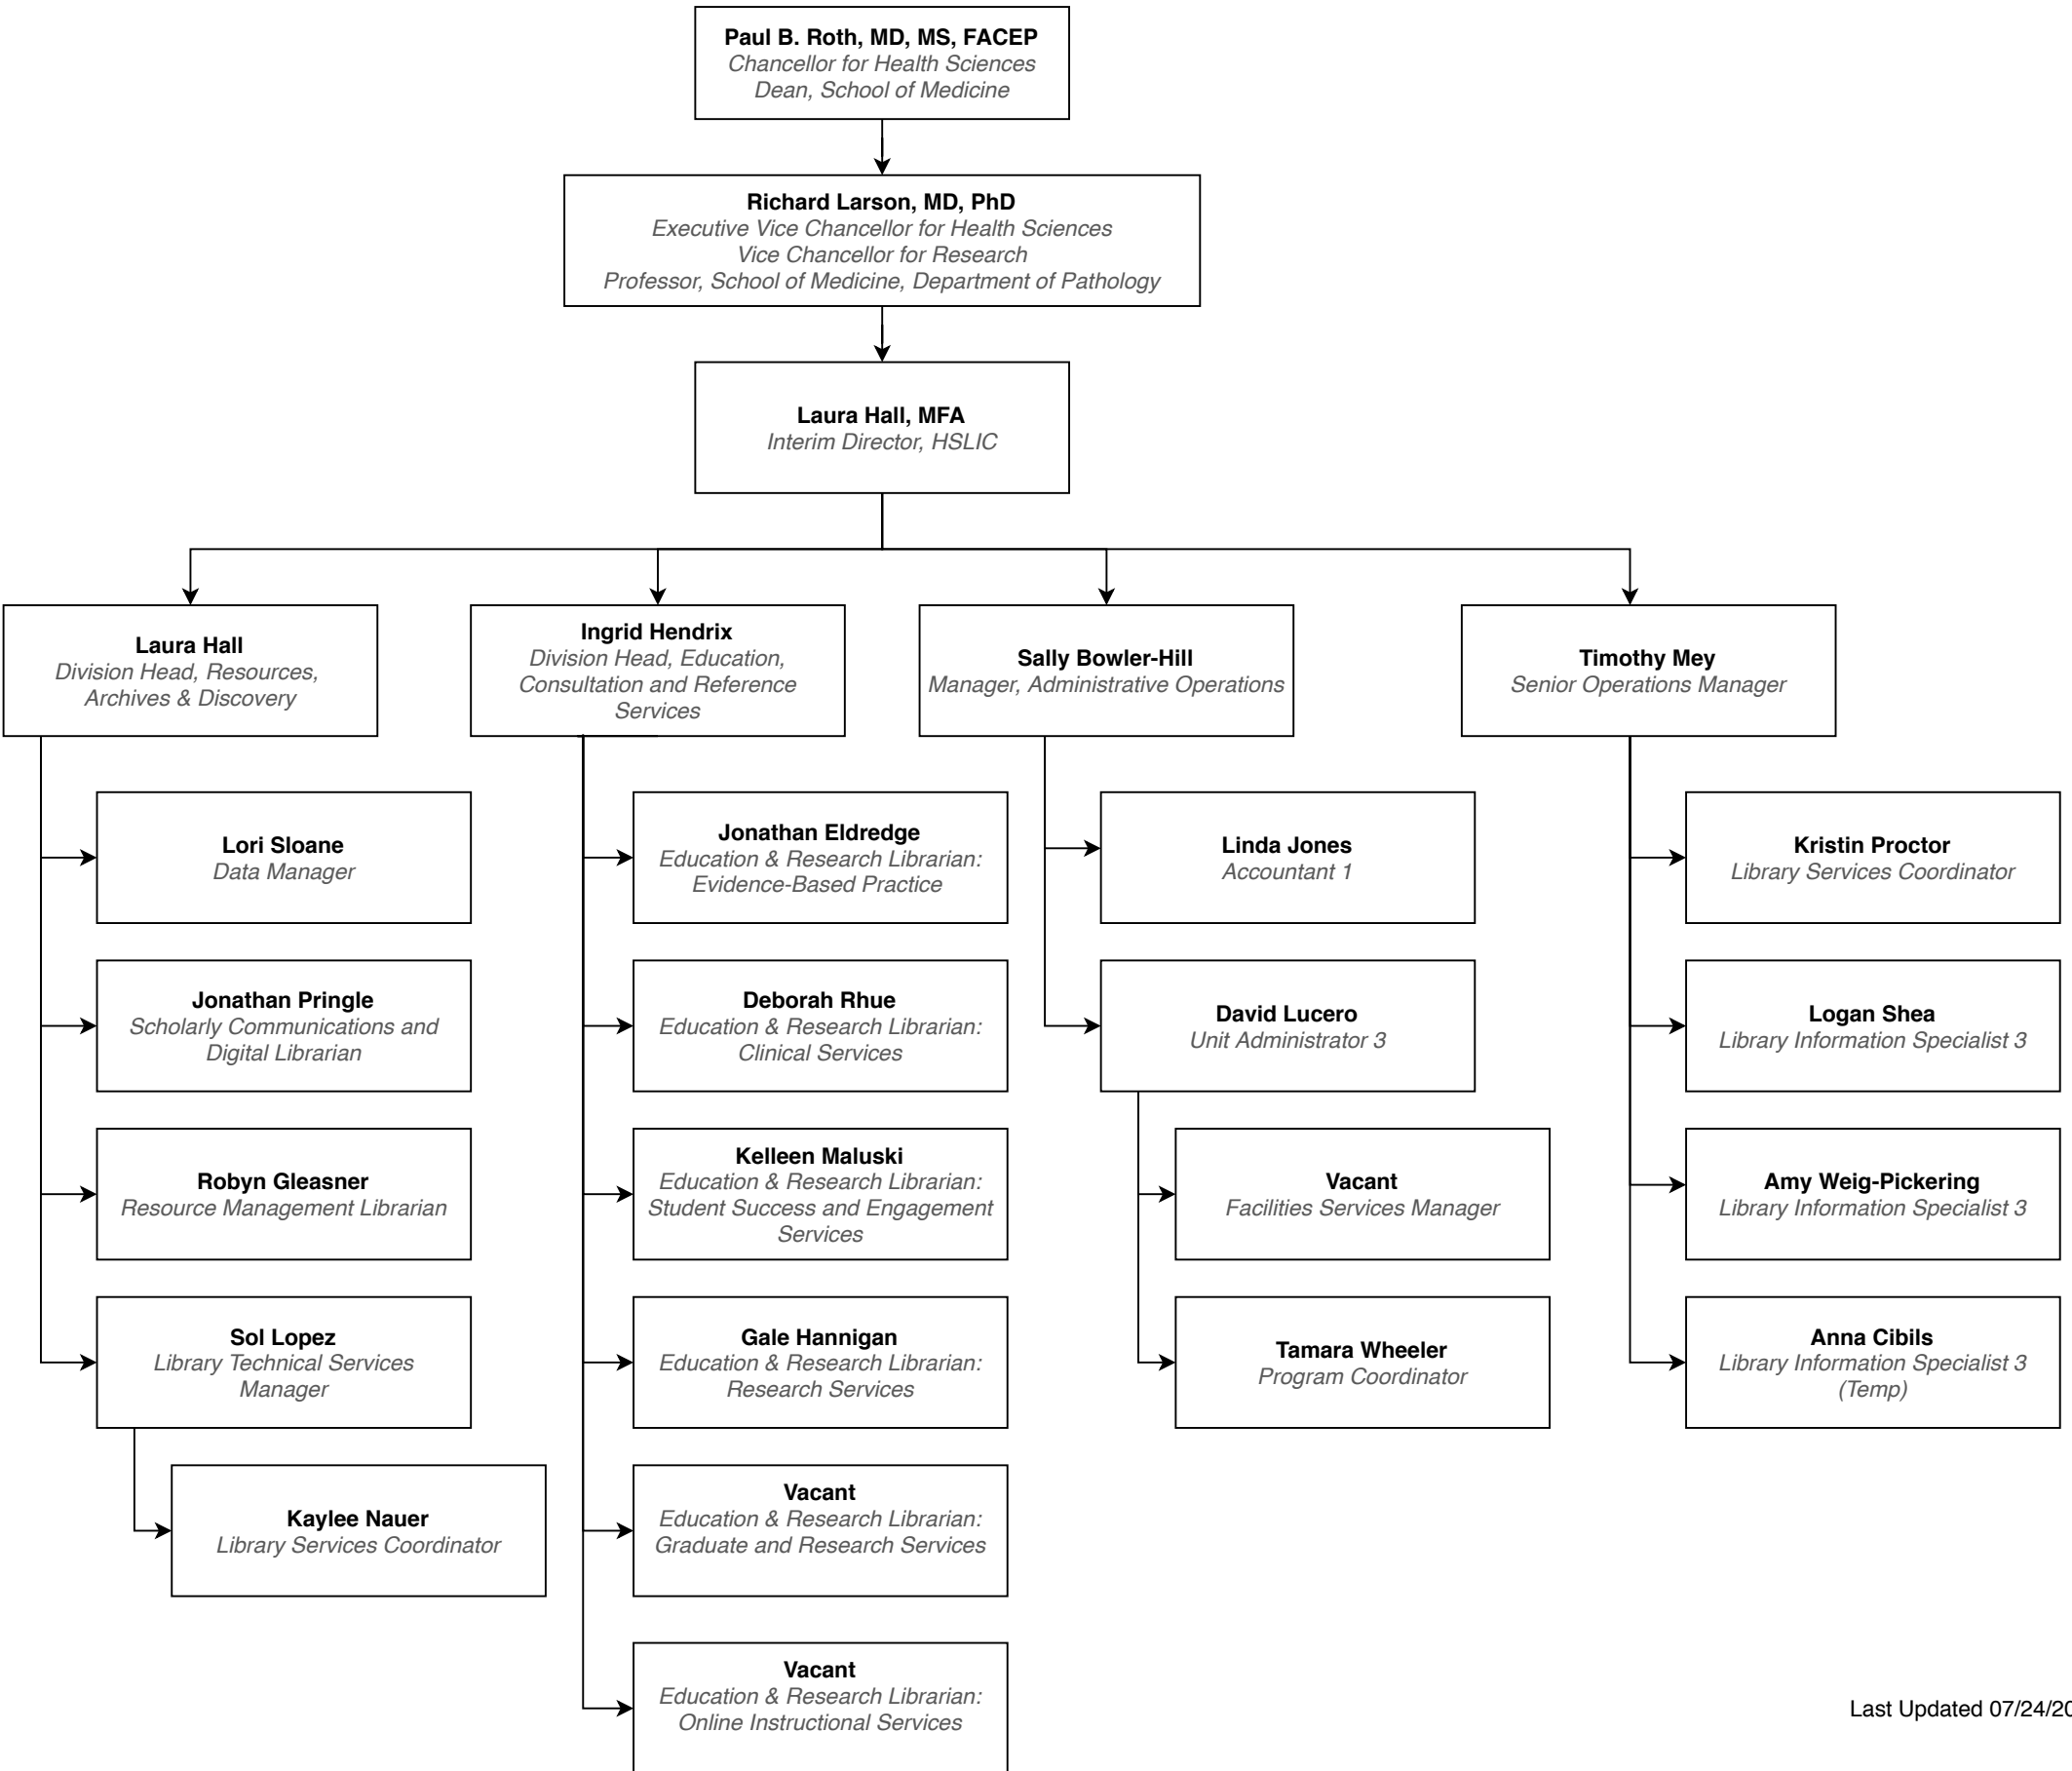 Paul B. Roth, MD, MS, FACEP
Chancellor for Health Sciences
Dean, School of Medicine
Richard Larson, MD, PhD
Executive Vice Chancellor for Health Sciences
Vice Chancellor for Research
Professor, School of Medicine, Department of Pathology
Laura Hall, MFA
Interim Director, HSLIC
Laura Hall
Division Head, Resources,
Archives & Discovery
Ingrid Hendrix
Division Head, Education,
Consultation and Reference
Services
Sally Bowler-Hill
Manager, Administrative Operations
Timothy Mey
Senior Operations Manager
Lori Sloane
Data Manager
Jonathan Pringle
Scholarly Communications and
Digital Librarian
Robyn Gleasner
Resource Management Librarian
Sol Lopez
Library Technical Services
Manager
Kaylee Nauer
Library Services Coordinator
Jonathan Eldredge
Education & Research Librarian:
Evidence-Based Practice
Deborah Rhue
Education & Research Librarian:
Clinical Services
Kelleen Maluski
Education & Research Librarian:
Student Success and Engagement
Services
Gale Hannigan
Education & Research Librarian:
Research Services
Vacant
Education & Research Librarian:
Graduate and Research Services
Vacant
Education & Research Librarian:
Online Instructional Services
Linda Jones
Accountant 1
David Lucero
Unit Administrator 3
Vacant
Facilities Services Manager
Tamara Wheeler
Program Coordinator
Kristin Proctor
Library Services Coordinator
Logan Shea
Library Information Specialist 3
Amy Weig-Pickering
Library Information Specialist 3
Anna Cibils
Library Information Specialist 3
(Temp)
Last Updated 07/24/20